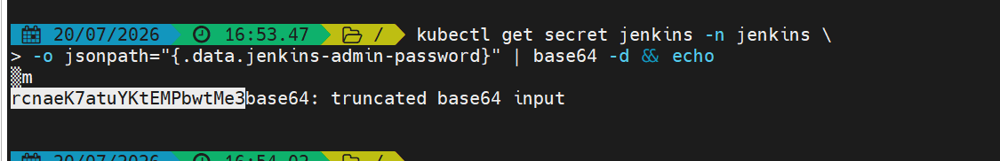 20/07/2026 16:53.47 / kubectl get secret jenkins -n jenkins \
> -o jsonpath="{.data.jenkins-admin-password}" | base64 -d && echo
▒m
rcnaeK7atuYKtEMPbwtMe3base64: truncated base64 input
20/07/2026 16:54.02 /